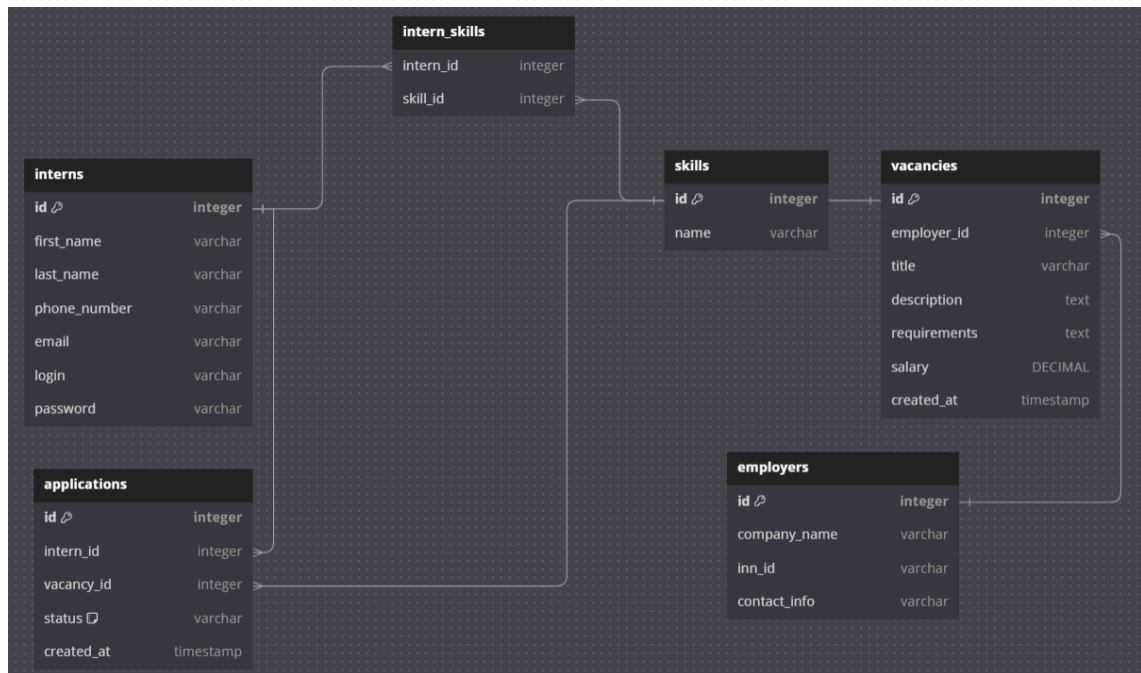 intern_skills
intern_id integer
skill_id integer
interns
id integer
first_name varchar
last_name varchar
phone_number varchar
email varchar
login varchar
password varchar
skills
id integer
name varchar
vacancies
id integer
employer_id integer
title varchar
description text
requirements text
salary DECIMAL
created_at timestamp
applications
id integer
intern_id integer
vacancy_id integer
status varchar
created_at timestamp
employers
id integer
company_name varchar
inn_id varchar
contact_info varchar